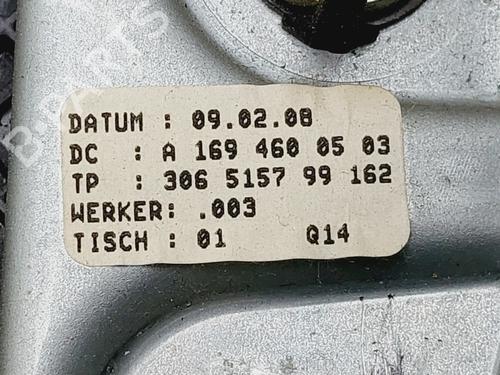 B-PARTS
DATUM : 09.02.08
DC : A 169 460 05 03
TP : 306 5157 99 162
WERKER: .003
TISCH : 01 Q14